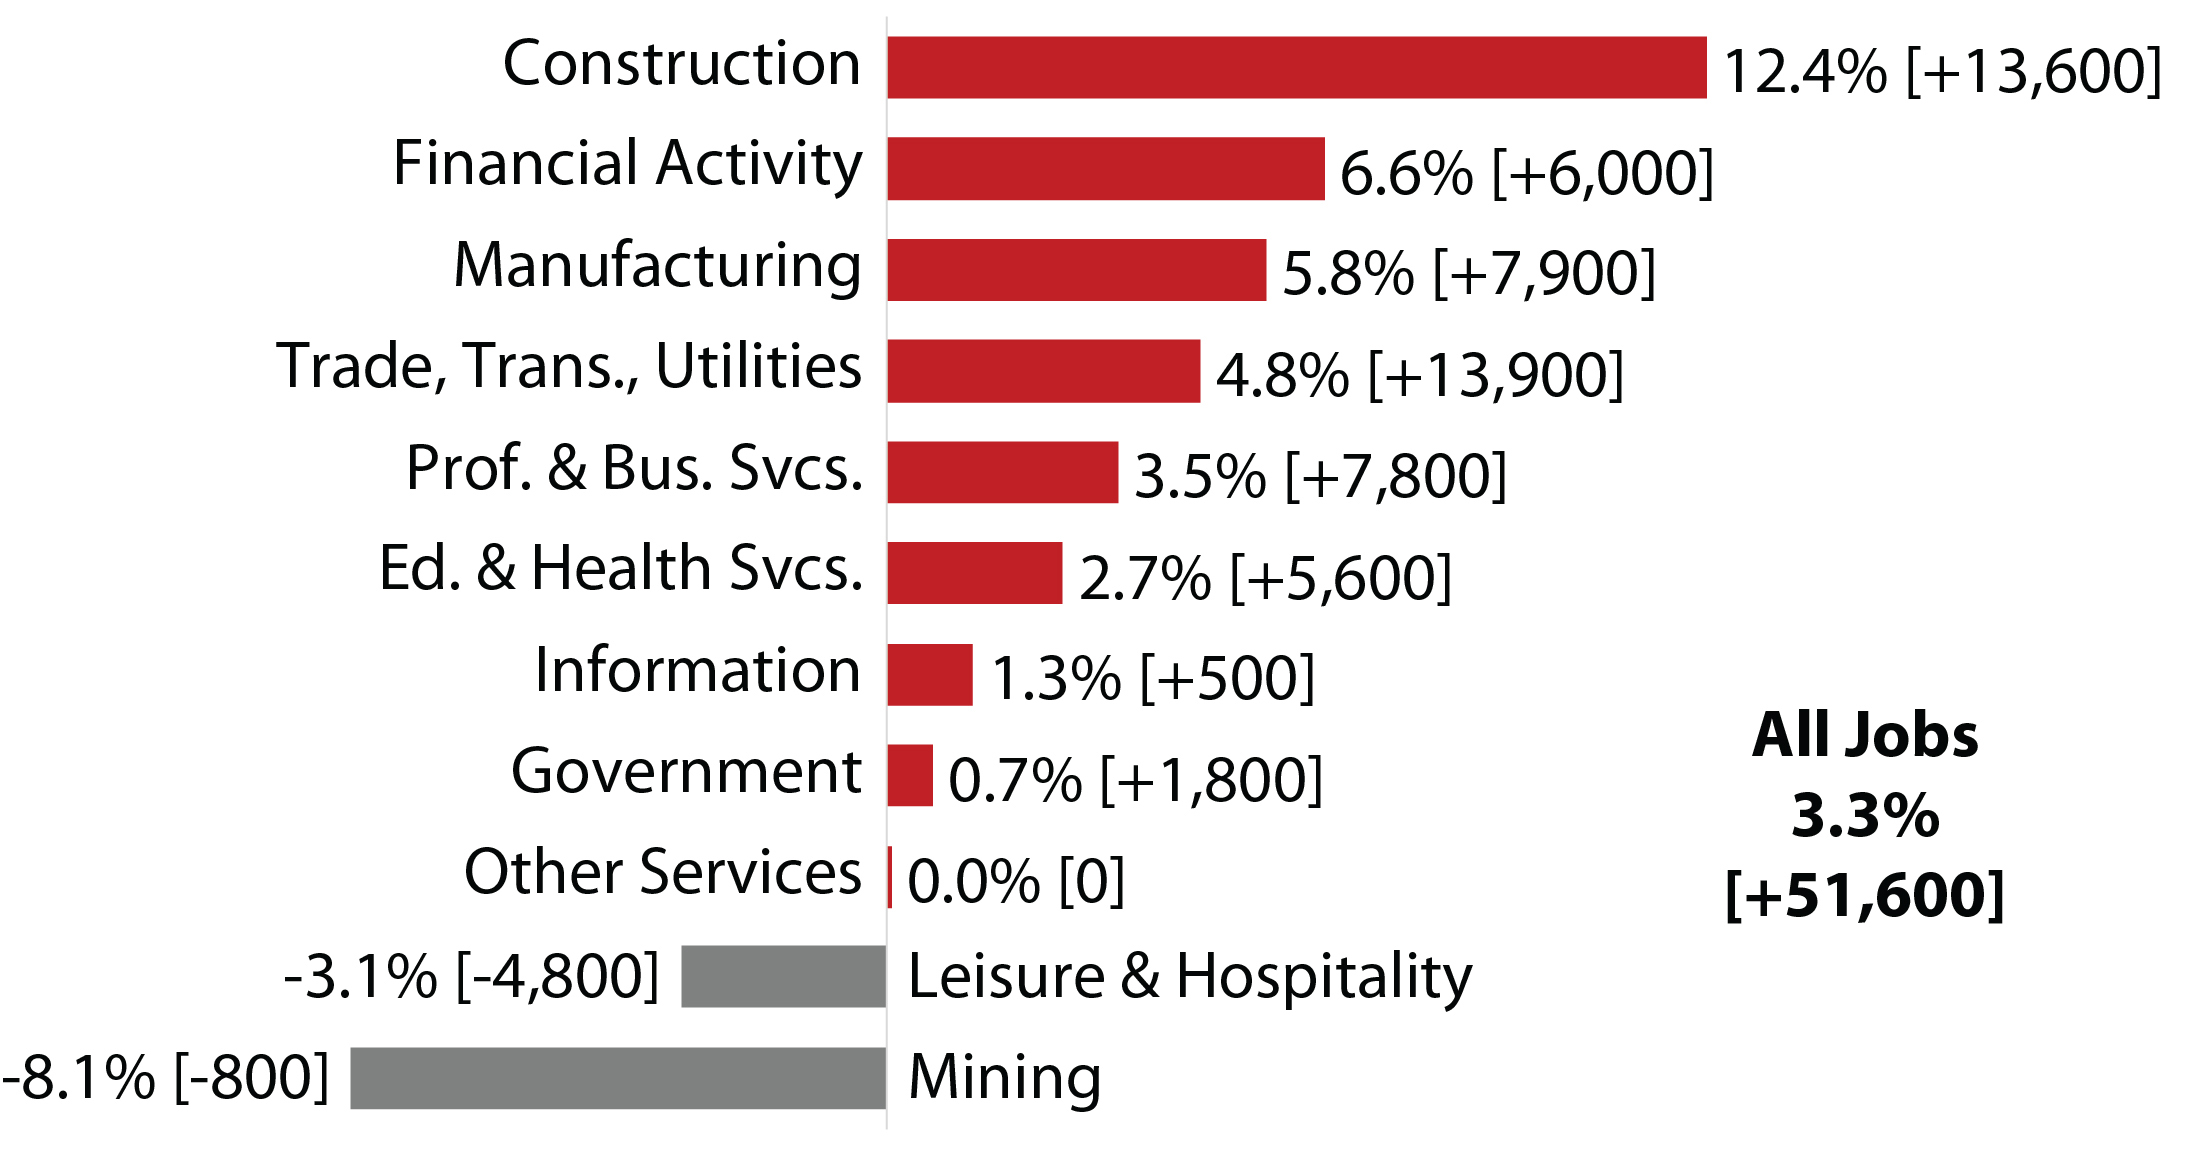 Construction 12.4% [+13,600]
Financial Activity 6.6% [+6,000]
Manufacturing 5.8% [+7,900]
Trade, Trans., Utilities 4.8% [+13,900]
Prof. & Bus. Svcs. 3.5% [+7,800]
Ed. & Health Svcs. 2.7% [+5,600]
Information 1.3% [+500]
Government 0.7% [+1,800]
Other Services 0.0% [0]
-3.1% [-4,800] Leisure & Hospitality
-8.1% [-800] Mining
All Jobs
3.3%
[+51,600]